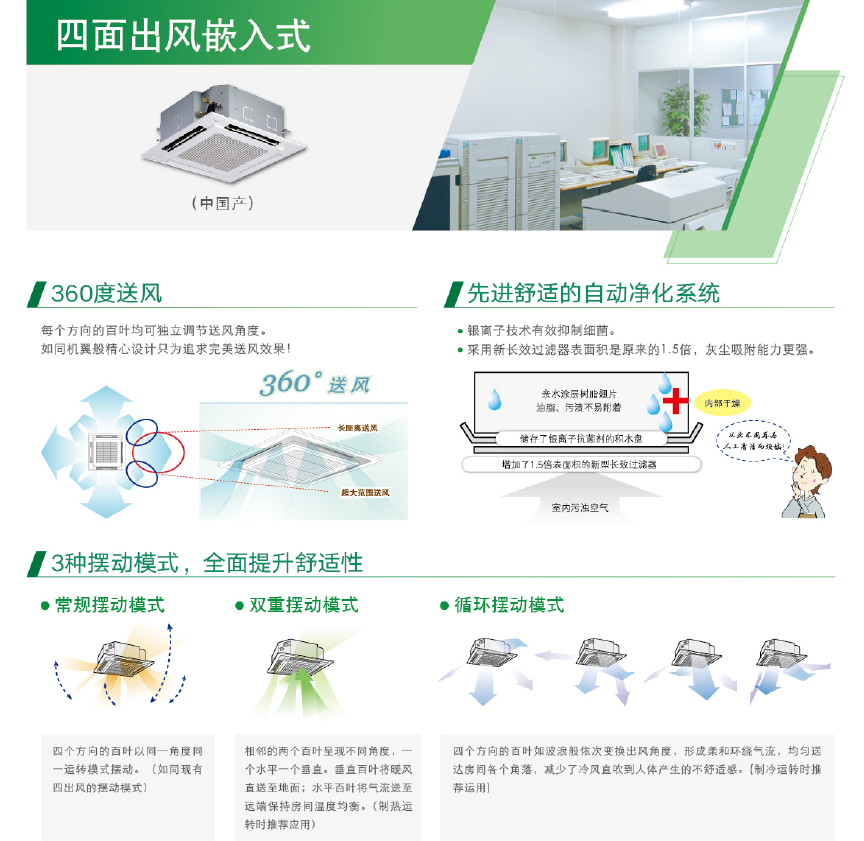 四面出风嵌入式
（中国产）
360度送风
每个方向的百叶均可独立调节送风角度。
如同机翼般精心设计只为追求完美送风效果！
360°送风
长距离送风
超大范围送风
先进舒适的自动净化系统
● 银离子技术有效抑制细菌。
● 采用新长效过滤器表面积是原来的1.5倍，灰尘吸附能力更强。
亲水涂层树脂翅片
油脂、污渍不易附着
内部干燥
储存了银离子抗菌剂的积水盘
增加了1.5倍表面积的新型长效过滤器
室内污浊空气
从此不用再为
人工清洁而烦恼！
3种摆动模式，全面提升舒适性
● 常规摆动模式
四个方向的百叶以同一角度同
一运转模式摆动。（如同现有
四出风的摆动模式）
● 双重摆动模式
相邻的两个百叶呈现不同角度，一
个水平一个垂直。垂直百叶将暖风
直送至地面；水平百叶将气流送至
远端保持房间温度均衡。（制热运
转时推荐应用）
● 循环摆动模式
四个方向的百叶如波浪般依次变换出风角度，形成柔和环绕气流，均匀送
达房间各个角落，减少了冷风直吹到人体产生的不舒适感。（制冷运转时推
荐运用）